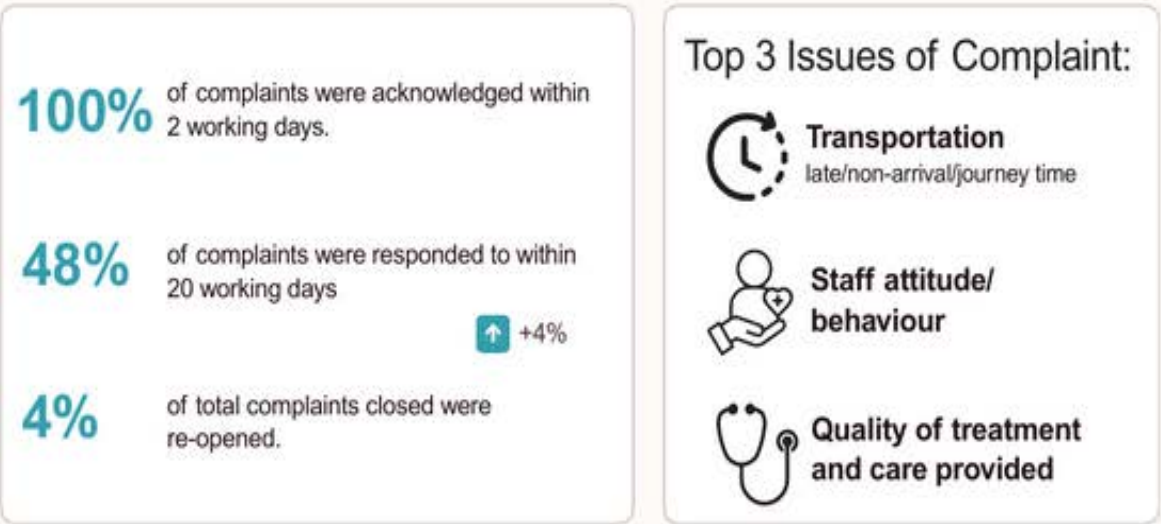 100%
of complaints were acknowledged within
2 working days.
48%
of complaints were responded to within
20 working days
+4%
4%
of total complaints closed were
re-opened.
Top 3 Issues of Complaint:
Transportation
late/non-arrival/journey time
Staff attitude/
behaviour
Quality of treatment
and care provided